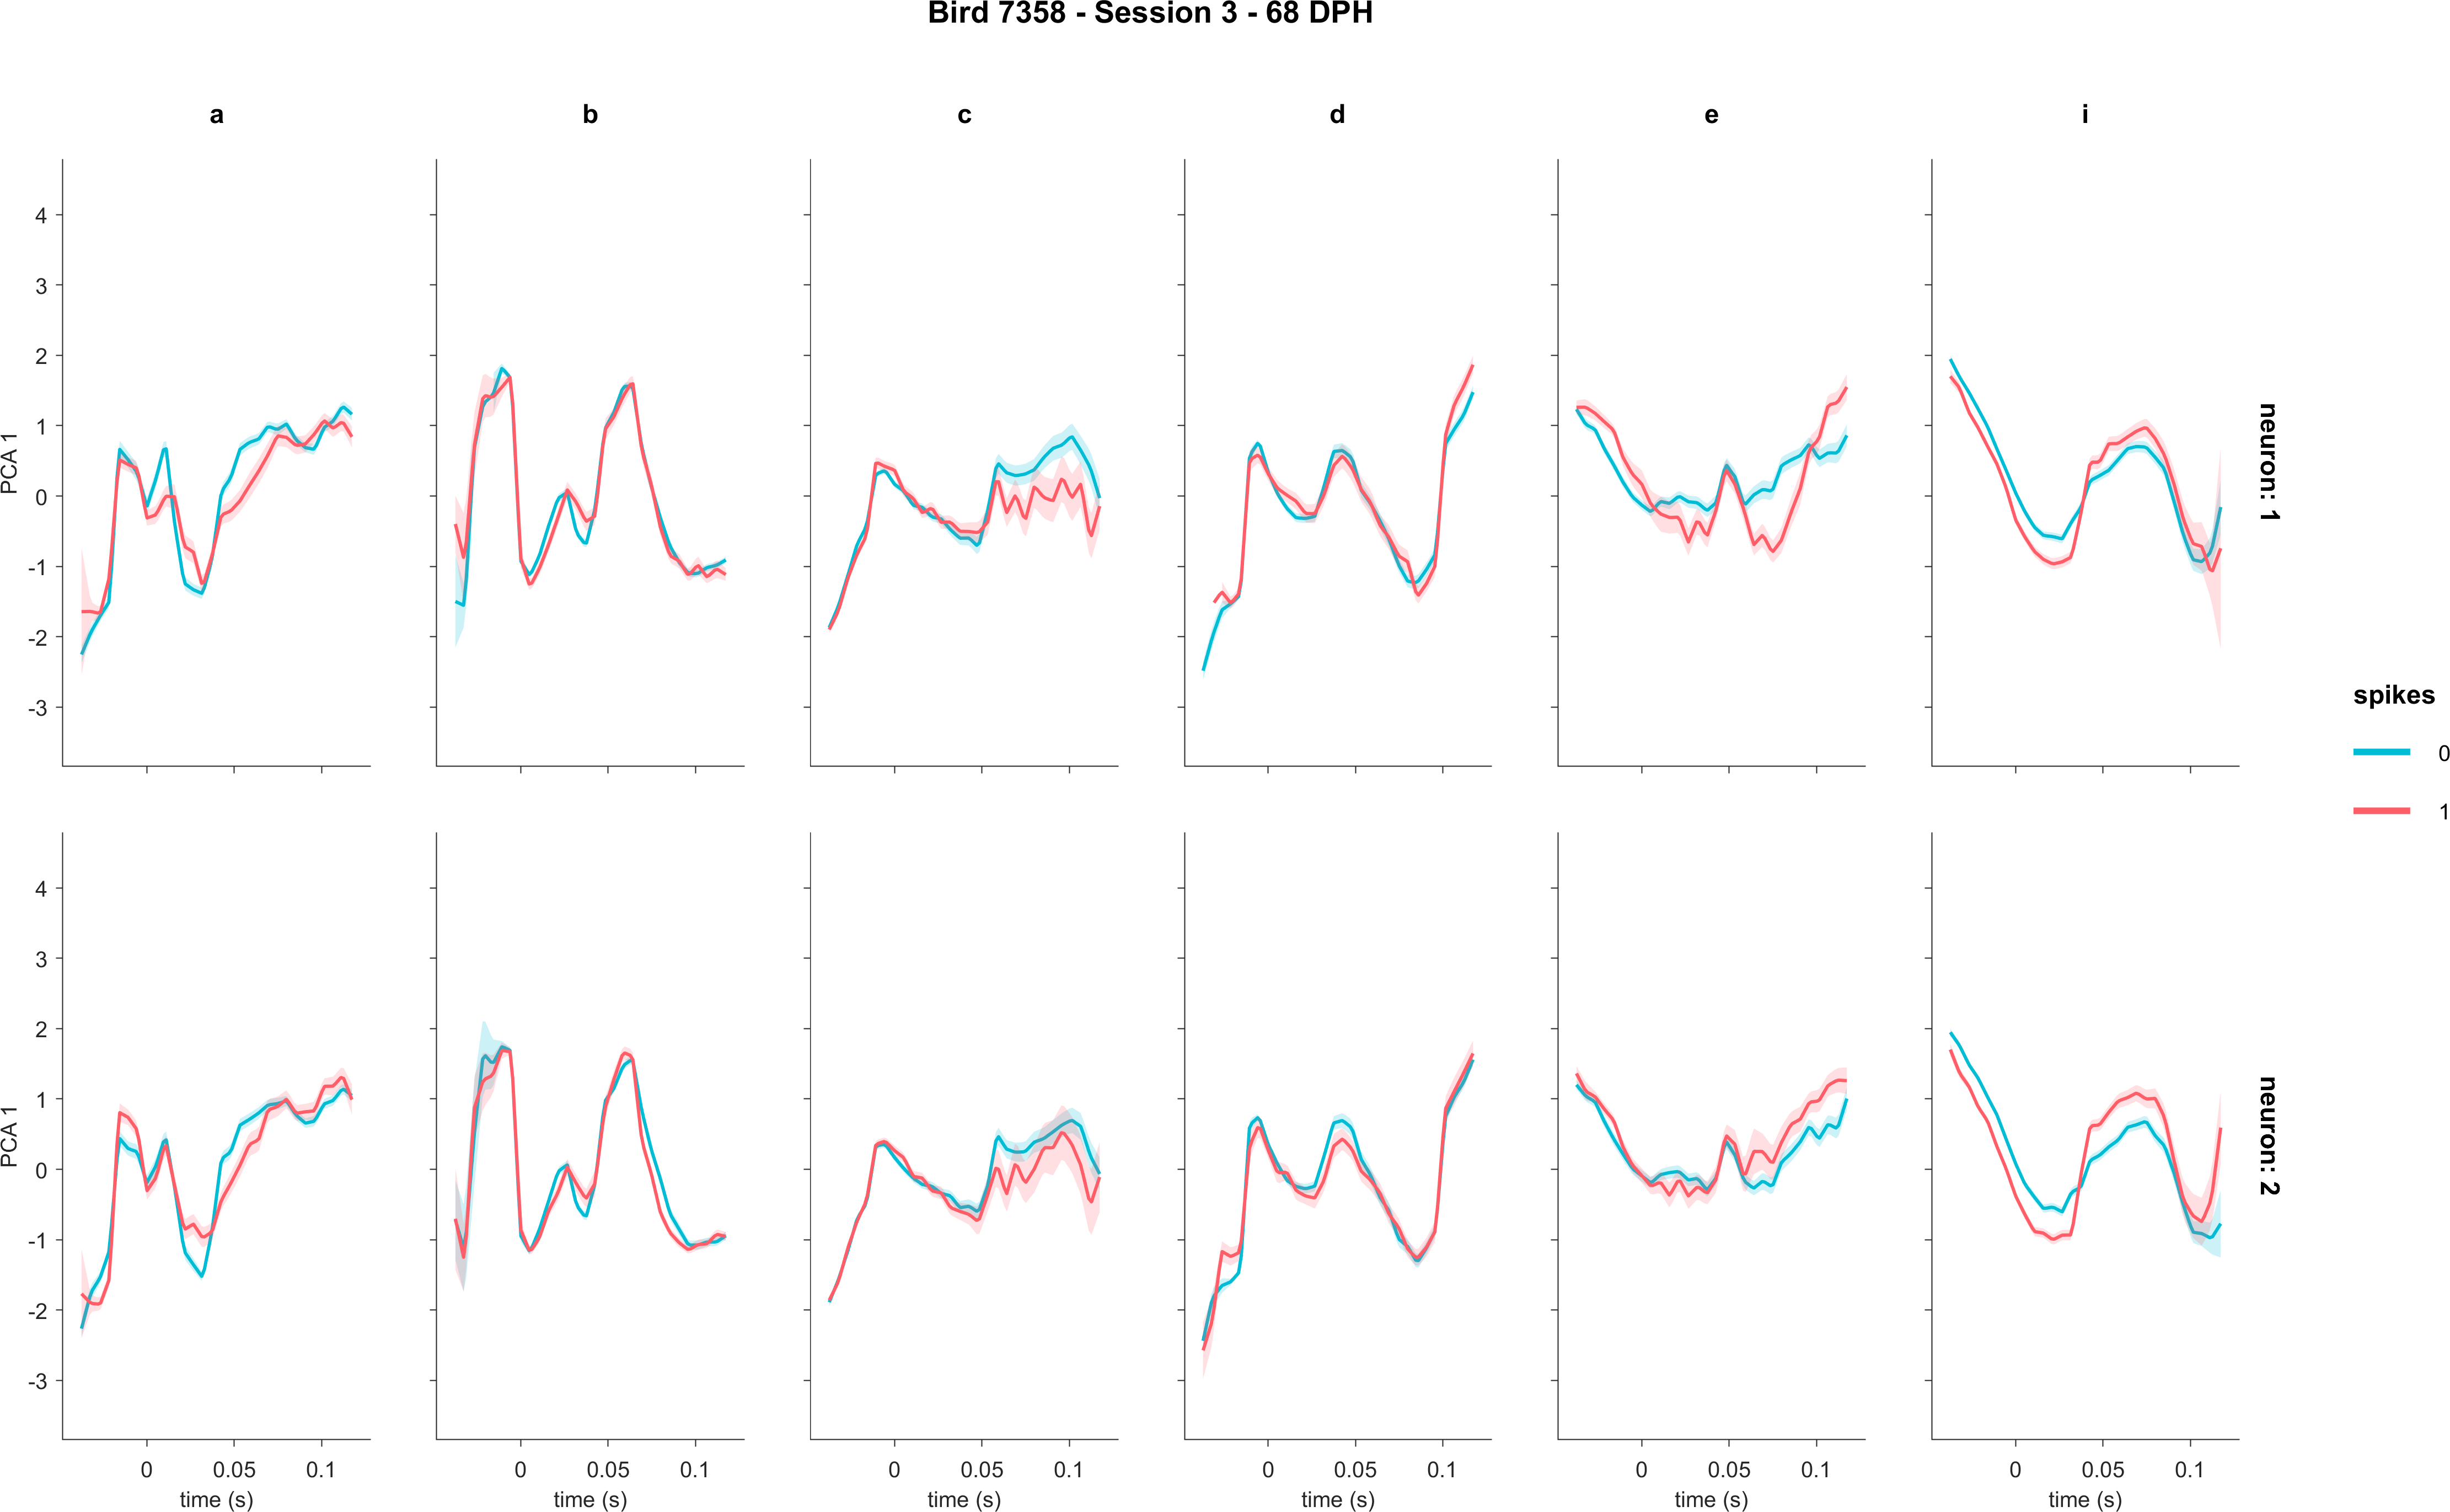 Bird 7358 - Session 3 - 68 DPH
a b c d e i
4
3
2
1
0
-1
-2
-3
PCA 1
neuron: 1
spikes
0
1
4
3
2
1
0
-1
-2
-3
PCA 1
neuron: 2
0 0.05 0.1 0 0.05 0.1 0 0.05 0.1 0 0.05 0.1 0 0.05 0.1 0 0.05 0.1
time (s) time (s) time (s) time (s) time (s) time (s)